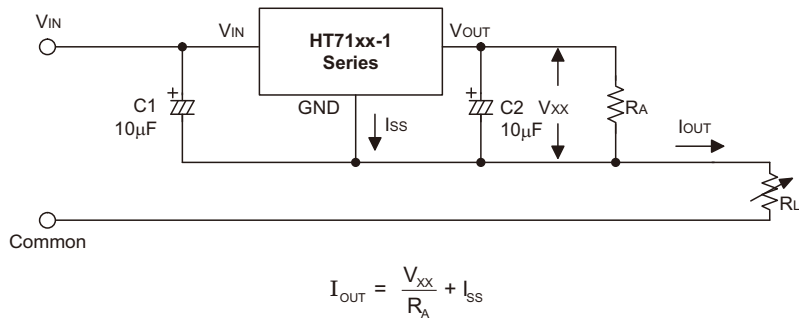 VIN
VIN
HT71xx-1
Series
VOUT
GND
C1
10μF
ISS
C2
10μF
VXX
RA
IOUT
RL
Common
IOUT = VXX / RA + ISS